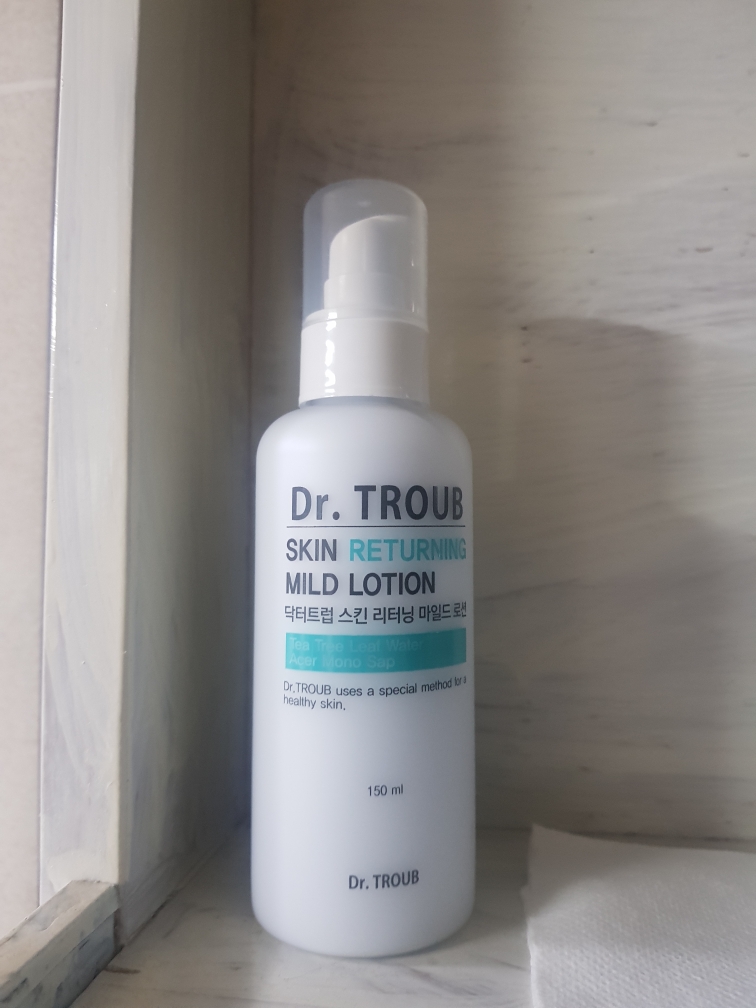 Dr. TROUB
SKIN RETURNING
MILD LOTION
닥터트럽 스킨 리터닝 마일드 로션
Tea Tree Leaf Water
Acer Mono Sap
Dr.TROUB uses a special method for a
healthy skin.
150 ml
Dr. TROUB